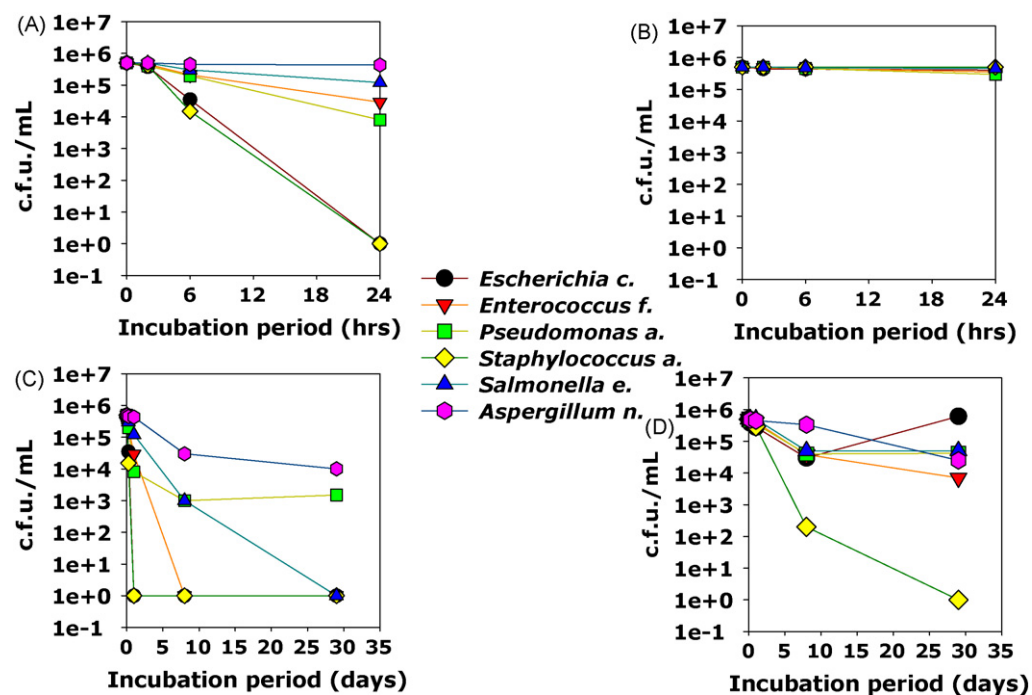 (A)
1e+7
1e+6
1e+5
1e+4
1e+3
1e+2
1e+1
1e+0
1e-1
c.f.u./mL
0 6 12 18 24
Incubation period (hrs)
(B)
1e+7
1e+6
1e+5
1e+4
1e+3
1e+2
1e+1
1e+0
1e-1
c.f.u./mL
0 6 12 18 24
Incubation period (hrs)
Escherichia c.
Enterococcus f.
Pseudomonas a.
Staphylococcus a.
Salmonella e.
Aspergillum n.
(C)
1e+7
1e+6
1e+5
1e+4
1e+3
1e+2
1e+1
1e+0
1e-1
c.f.u./mL
0 5 10 15 20 25 30 35
Incubation period (days)
(D)
1e+7
1e+6
1e+5
1e+4
1e+3
1e+2
1e+1
1e+0
1e-1
c.f.u./mL
0 5 10 15 20 25 30 35
Incubation period (days)